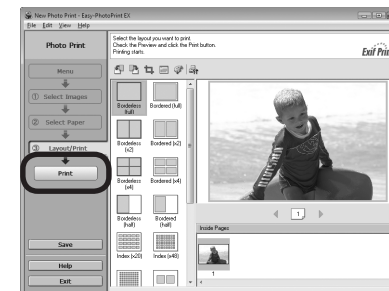 New Photo Print - Easy-PhotoPrint EX
File Edit View Help
Photo Print
Select the layout you want to print.
Check the Preview and click the Print button.
Printing starts.
Exif Print
Menu
① Select Images
② Select Paper
③ Layout/Print
Print
Save
Help
Exit
Borderless (full)
Bordered (full)
Borderless (x2)
Bordered (x2)
Borderless (x4)
Bordered (x4)
Borderless (half)
Bordered (half)
Index (x20)
Index (x48)
1
Inside Pages
1